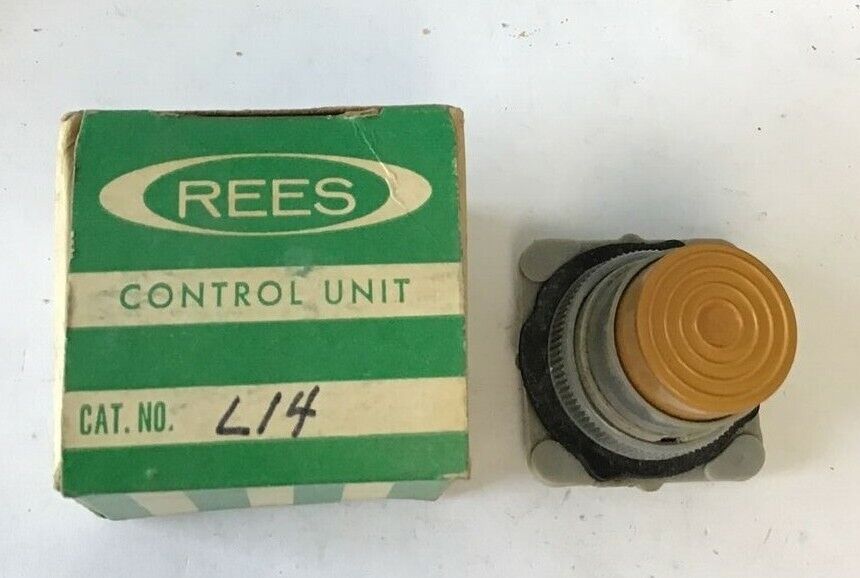 REES
CONTROL UNIT
CAT. NO. L14